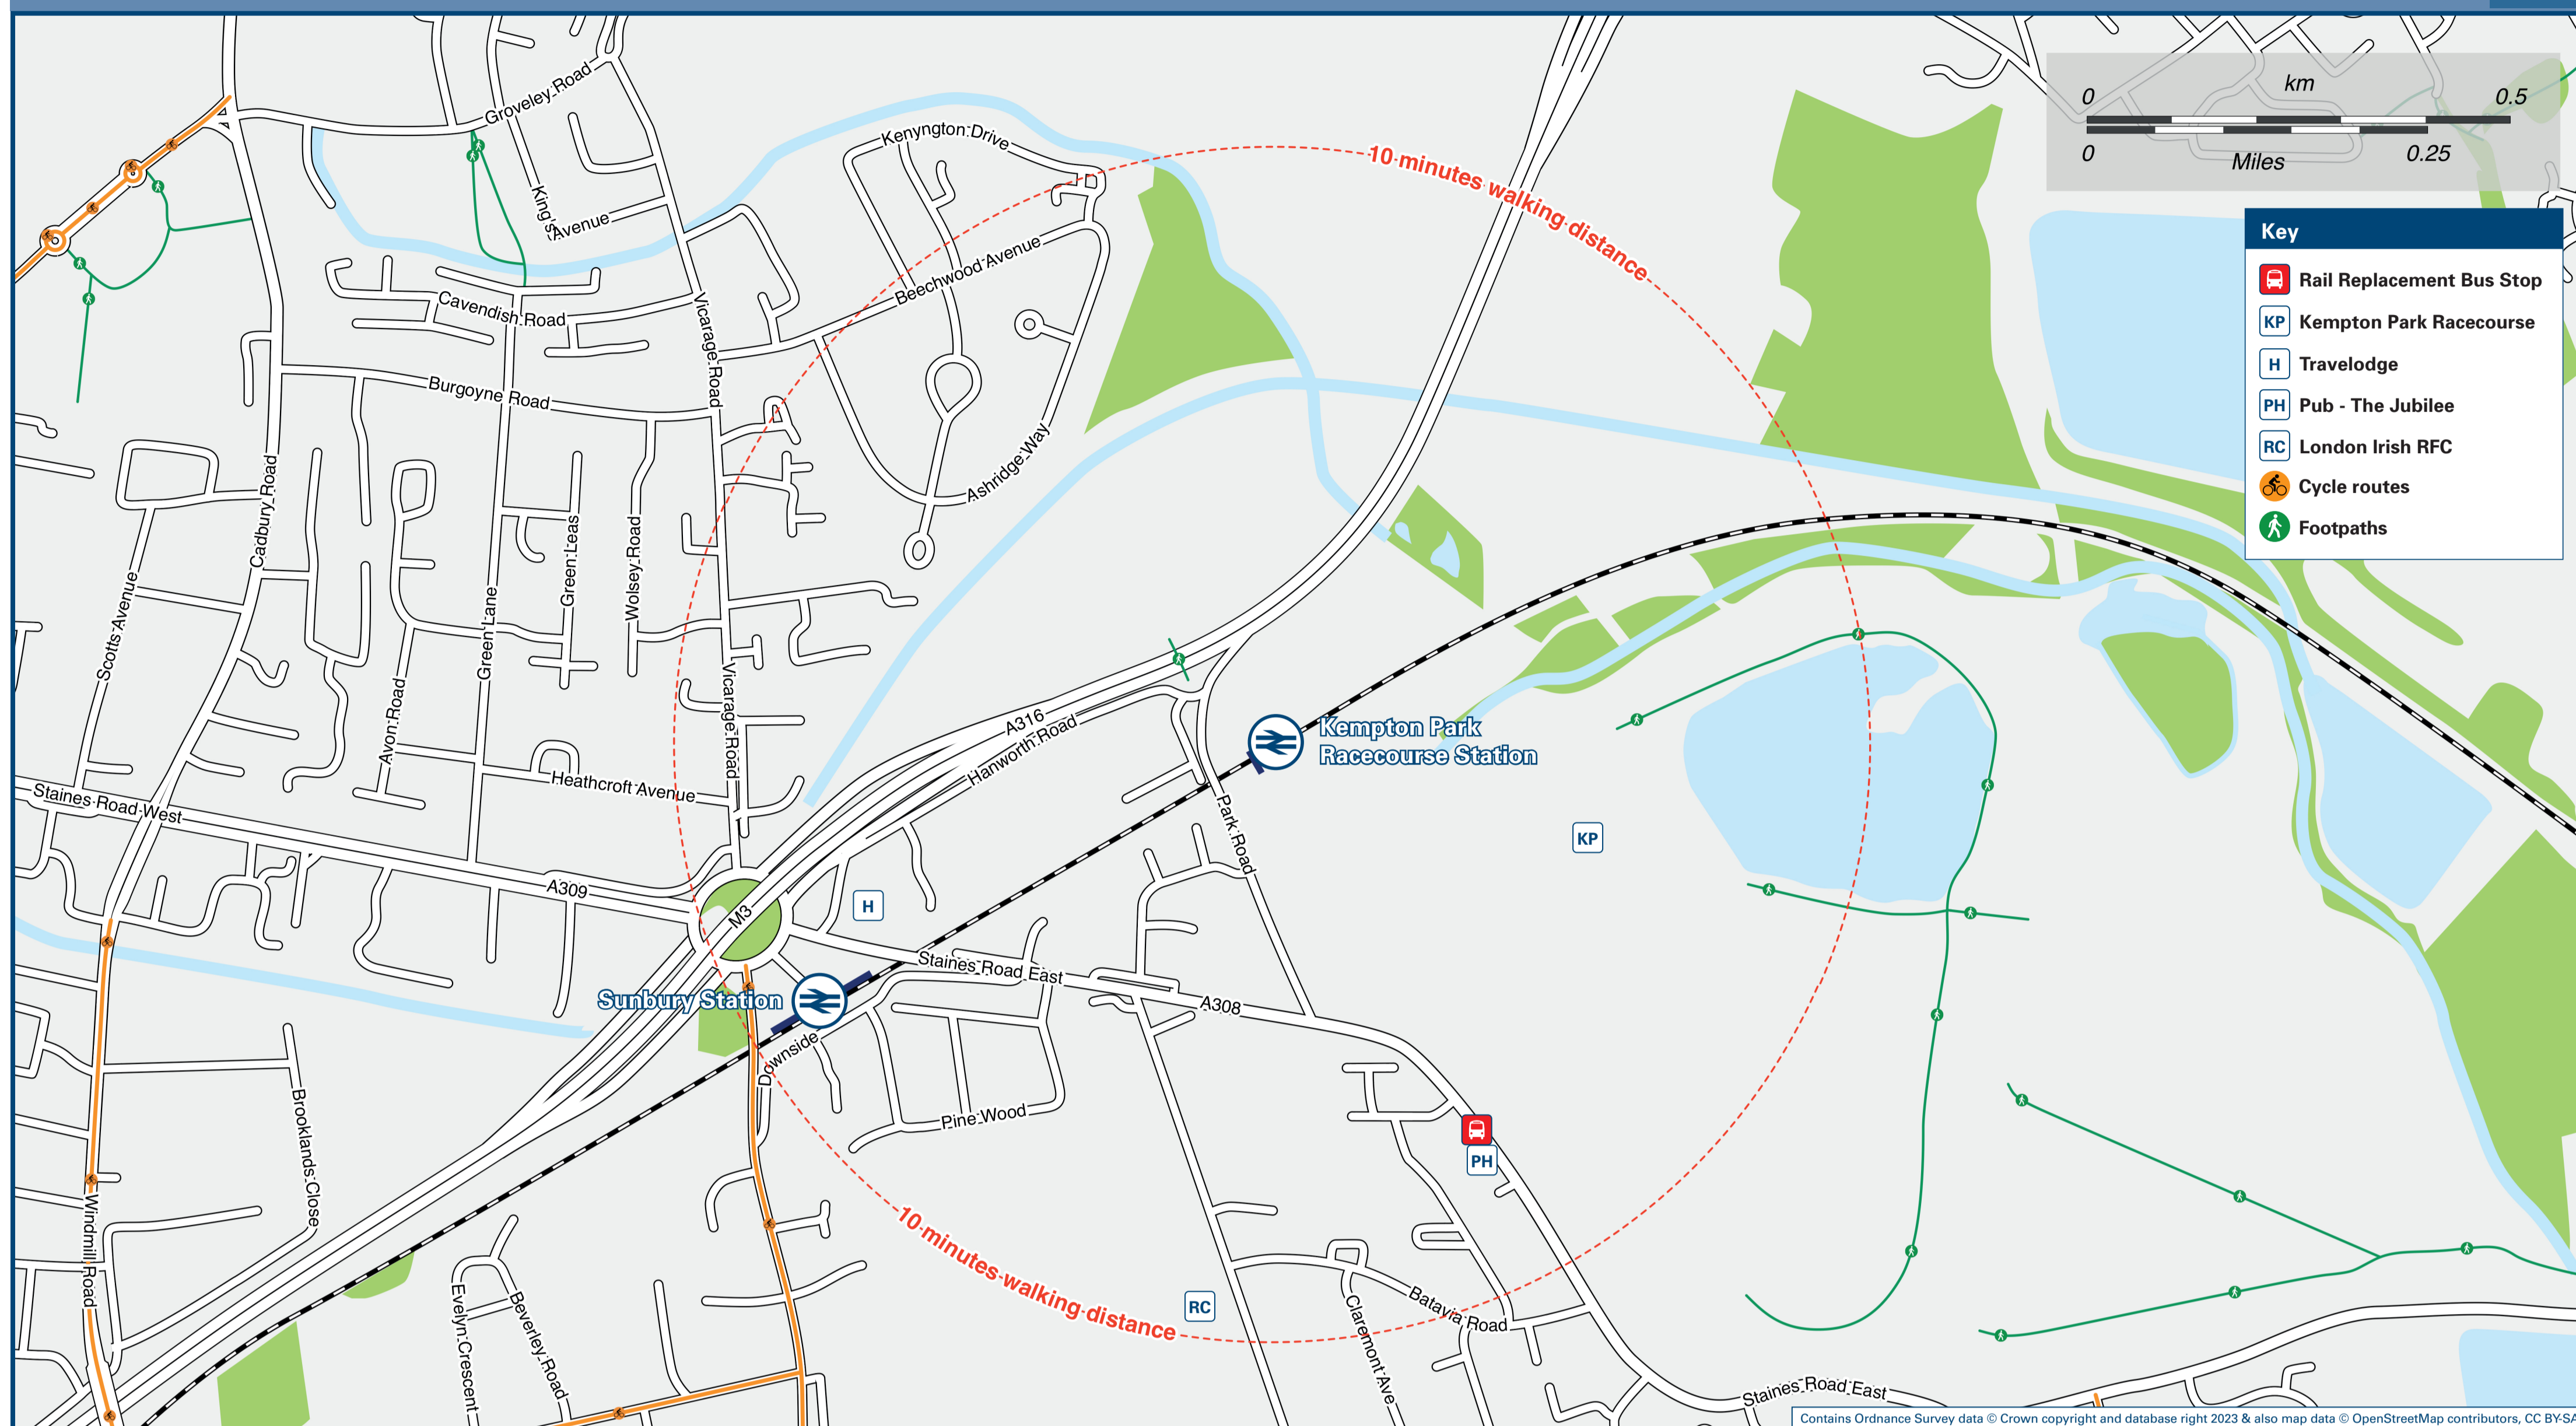 Groveley Road
Kenyngton Drive
10 minutes walking distance
km
0
0.5
0
0.25
Miles
Key
Rail Replacement Bus Stop
KP
Kempton Park Racecourse
H
Travelodge
PH
Pub - The Jubilee
RC
London Irish RFC
Cycle routes
Footpaths
King's
Avenue
Beechwood Avenue
Cavendish Road
Vicarage Road
Burgoyne Road
Ashridge Way
Cadbury Road
Green Leas
Wolsey Road
Scotts Avenue
Green Lane
Avon Road
Vicarage Road
A316
Hanworth Road
Kempton Park
Racecourse Station
Heathcroft Avenue
Staines Road West
Park Road
KP
A309
M3
H
Staines Road East
Sunbury Station
A308
Downside
Pine Wood
Brooklands Close
PH
Windmill Road
10 minutes walking distance
RC
Evelyn Crescent
Beverley Road
Batavia Road
Claremont Ave
Staines Road East
Contains Ordnance Survey data © Crown copyright and database right 2023 & also map data © OpenStreetMap contributors, CC BY-SA